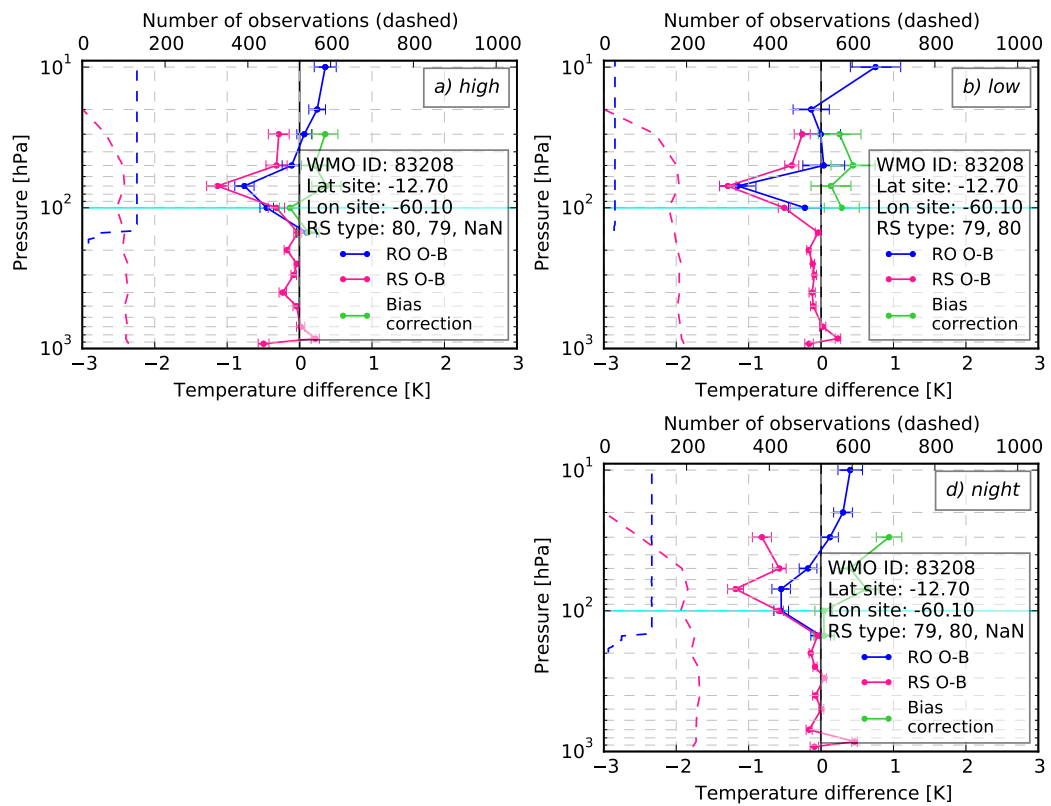 Number of observations (dashed)
0 200 400 600 800 1000
10¹
10²
10³
Pressure [hPa]
a) high
WMO ID: 83208
Lat site: -12.70
Lon site: -60.10
RS type: 80, 79, NaN
RO O-B
RS O-B
Bias
correction
−3 −2 −1 0 1 2 3
Temperature difference [K]
Number of observations (dashed)
0 200 400 600 800 1000
10¹
10²
10³
Pressure [hPa]
b) low
WMO ID: 83208
Lat site: -12.70
Lon site: -60.10
RS type: 79, 80
RO O-B
RS O-B
Bias
correction
−3 −2 −1 0 1 2 3
Temperature difference [K]
Number of observations (dashed)
0 200 400 600 800 1000
10¹
10²
10³
Pressure [hPa]
d) night
WMO ID: 83208
Lat site: -12.70
Lon site: -60.10
RS type: 79, 80, NaN
RO O-B
RS O-B
Bias
correction
−3 −2 −1 0 1 2 3
Temperature difference [K]